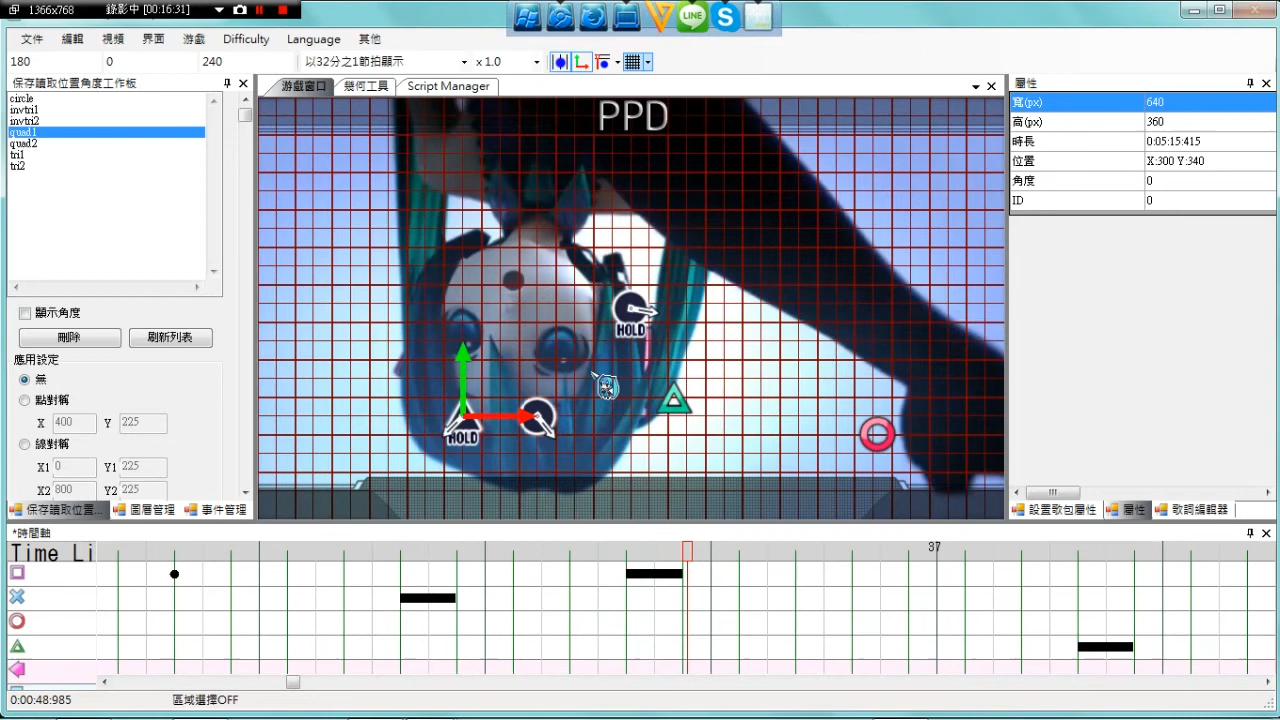 1366x768 錄影中 [00:16:31]
LINE
文件 編輯 視頻 界面 遊戲 Difficulty Language 其他
180 0 240 以32分之1節拍顯示 x 1.0
保存讀取位置角度工作板
circle
invtri1
invtri2
quad1
quad2
tri1
tri2
顯示角度
刪除 刷新列表
應用設定
無
點對稱
X 400 Y 225
線對稱
X1 0 Y1 225
X2 800 Y2 225
保存讀取位置... 圖層管理 事件管理
遊戲窗口 幾何工具 Script Manager
PPD
HOLD
HOLD
屬性
寬(px) 640
高(px) 360
時長 0:05:15:415
位置 X:300 Y:340
角度 0
ID 0
設置歌包屬性 屬性 歌詞編輯器
*時間軸
Time Li 37
0:00:48:985 區域選擇OFF